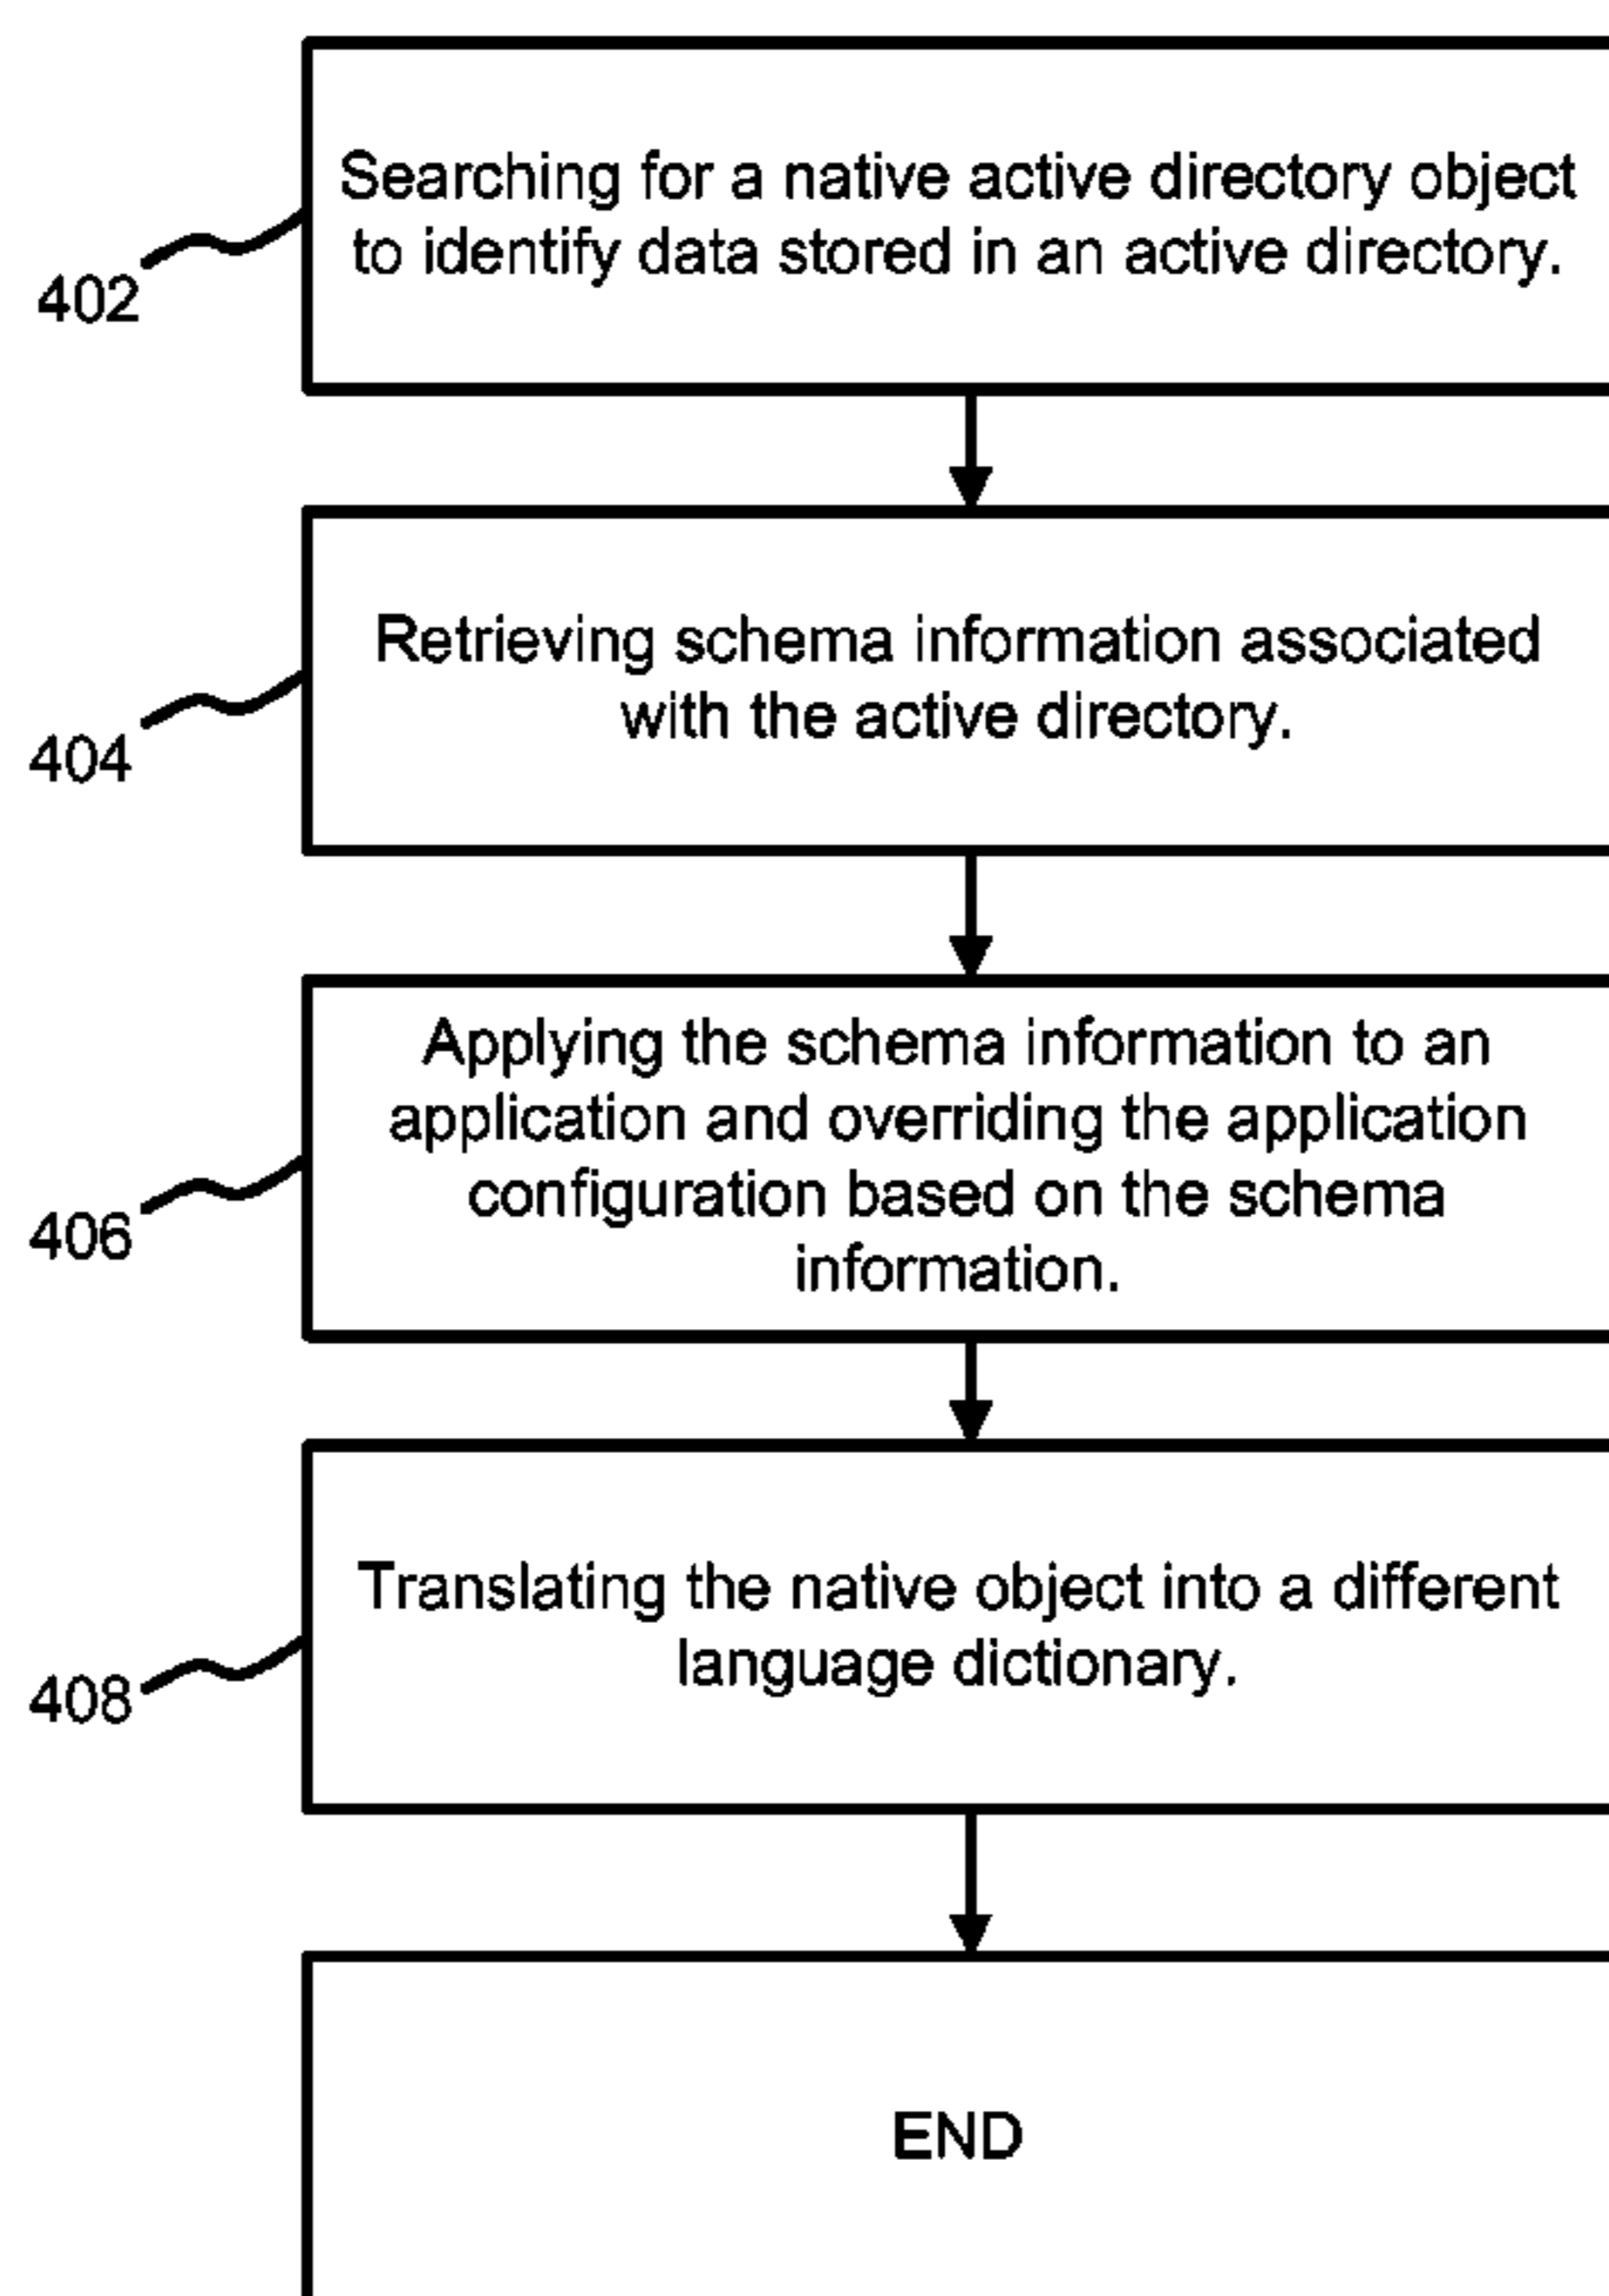 Searching for a native active directory object
to identify data stored in an active directory.
402
Retrieving schema information associated
with the active directory.
404
Applying the schema information to an
application and overriding the application
configuration based on the schema
information.
406
Translating the native object into a different
language dictionary.
408
END